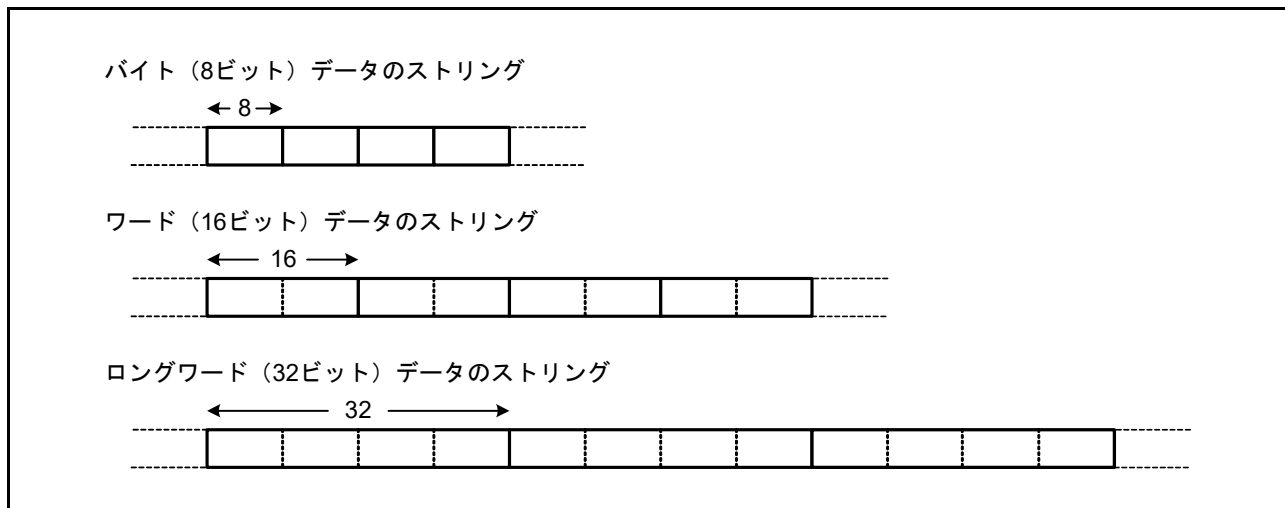 バイト（8ビット）データのストリング
8
ワード（16ビット）データのストリング
16
ロングワード（32ビット）データのストリング
32